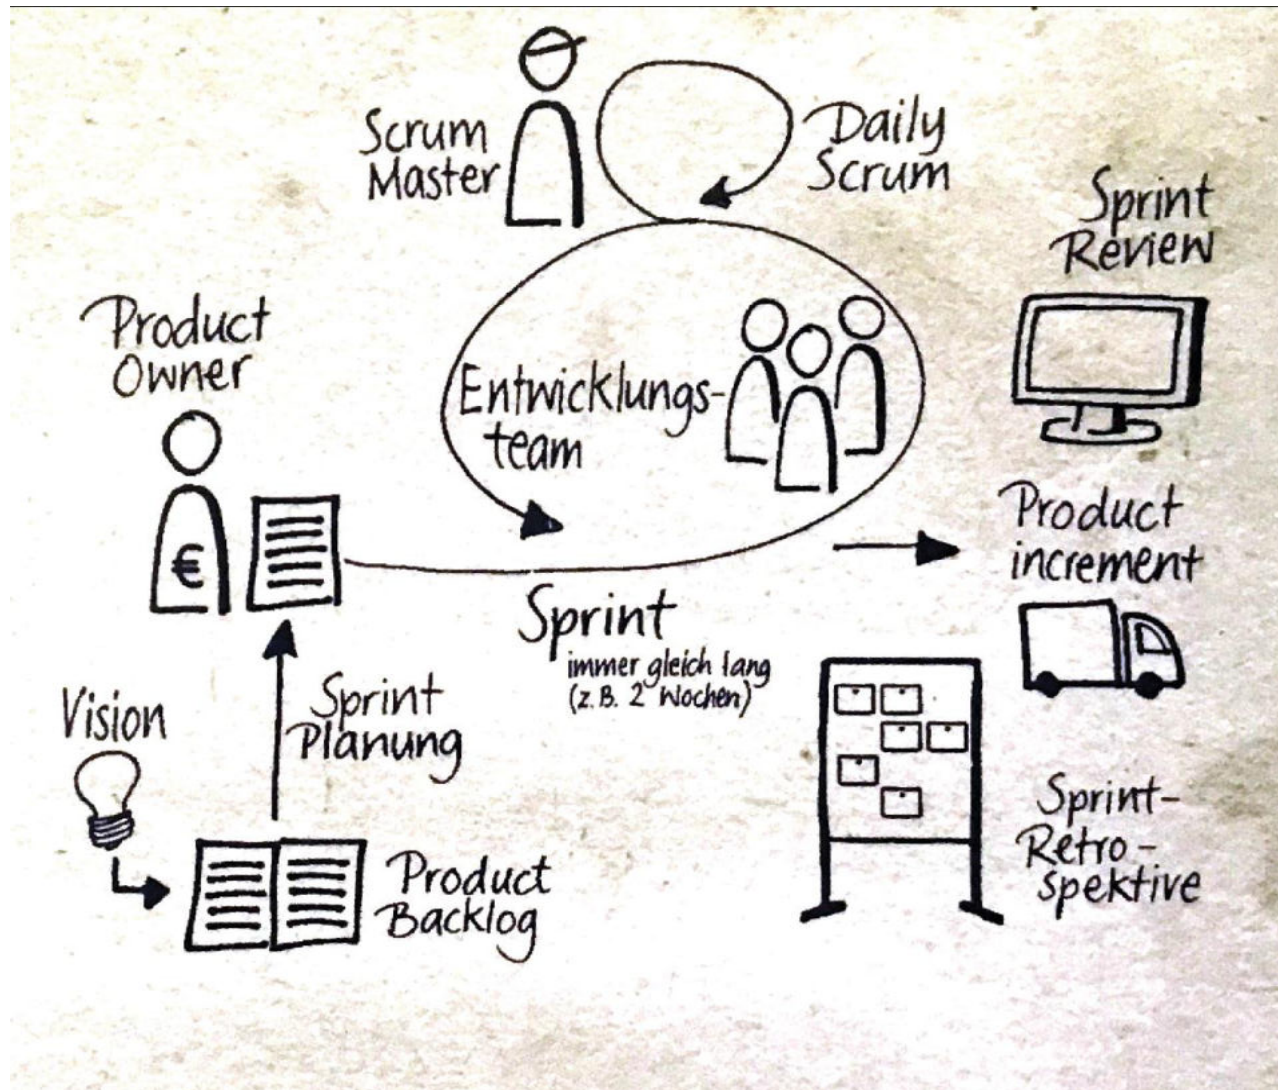 Scrum
Master
Daily
Scrum
Sprint
Review
Product
Owner
Entwicklungs-
team
€
Product
increment
Sprint
immer gleich lang
(z. B. 2 Wochen)
Vision
Sprint
Planung
Sprint-
Retro-
spektive
Product
Backlog